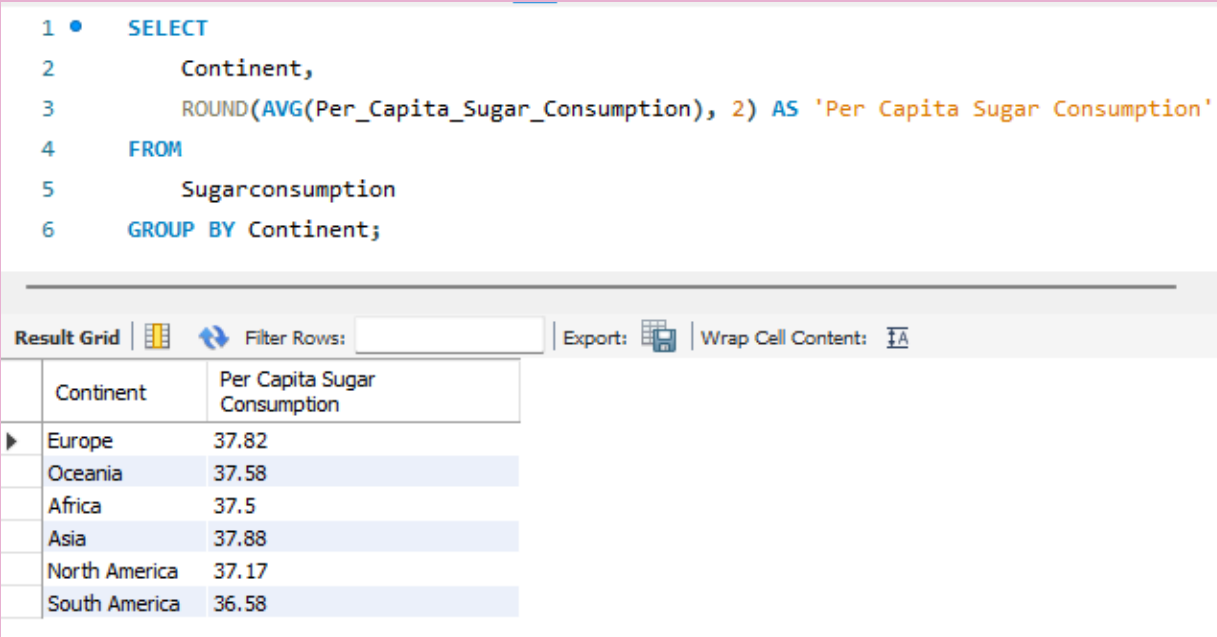 1 SELECT
2 Continent,
3 ROUND(AVG(Per_Capita_Sugar_Consumption), 2) AS 'Per Capita Sugar Consumption'
4 FROM
5 Sugarconsumption
6 GROUP BY Continent;
Result Grid Filter Rows: Export: Wrap Cell Content: IA
Continent Per Capita Sugar
Consumption
Europe 37.82
Oceania 37.58
Africa 37.5
Asia 37.88
North America 37.17
South America 36.58